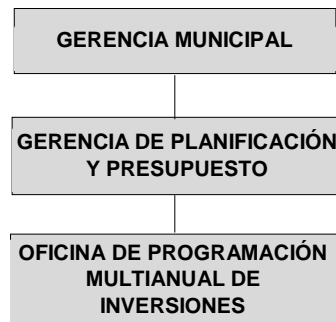 GERENCIA MUNICIPAL
GERENCIA DE PLANIFICACIÓN
Y PRESUPUESTO
OFICINA DE PROGRAMACIÓN
MULTIANUAL DE
INVERSIONES